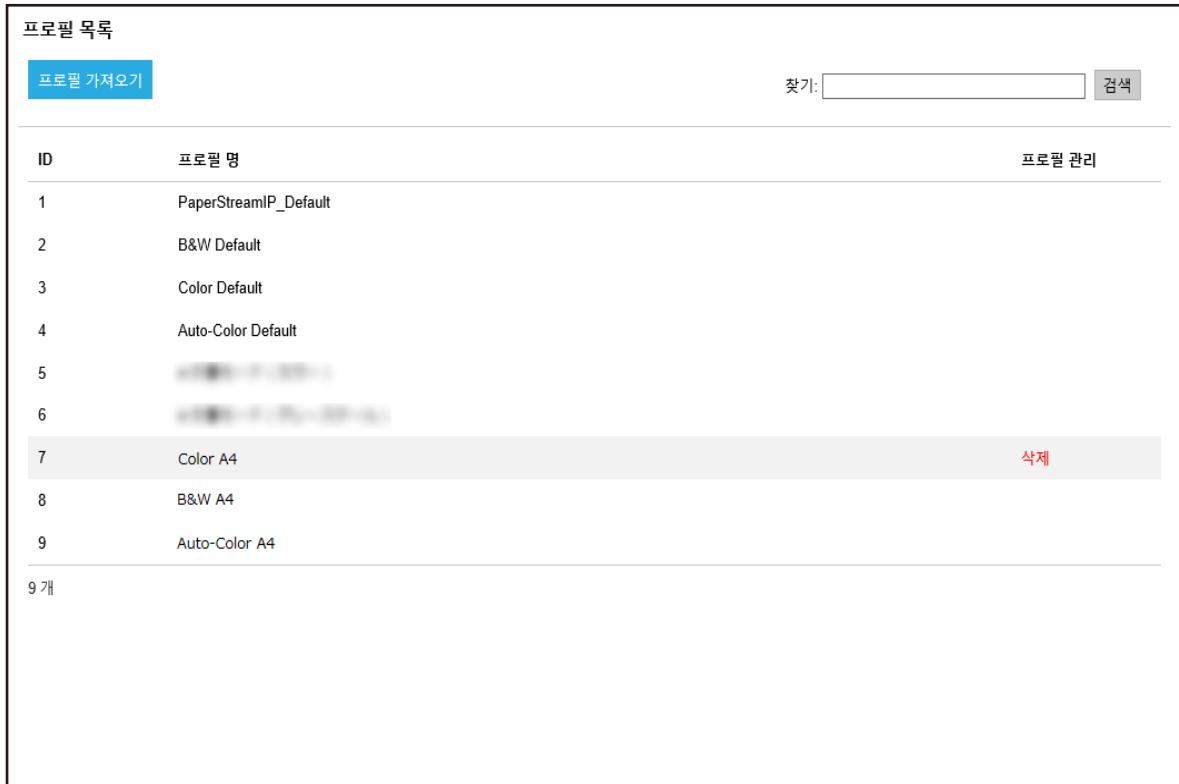 프로필 목록
프로필 가져오기 찾기: 검색
ID 프로필 명 프로필 관리
1 PaperStreamIP_Default
2 B&W Default
3 Color Default
4 Auto-Color Default
5
6
7 Color A4 삭제
8 B&W A4
9 Auto-Color A4
9 개